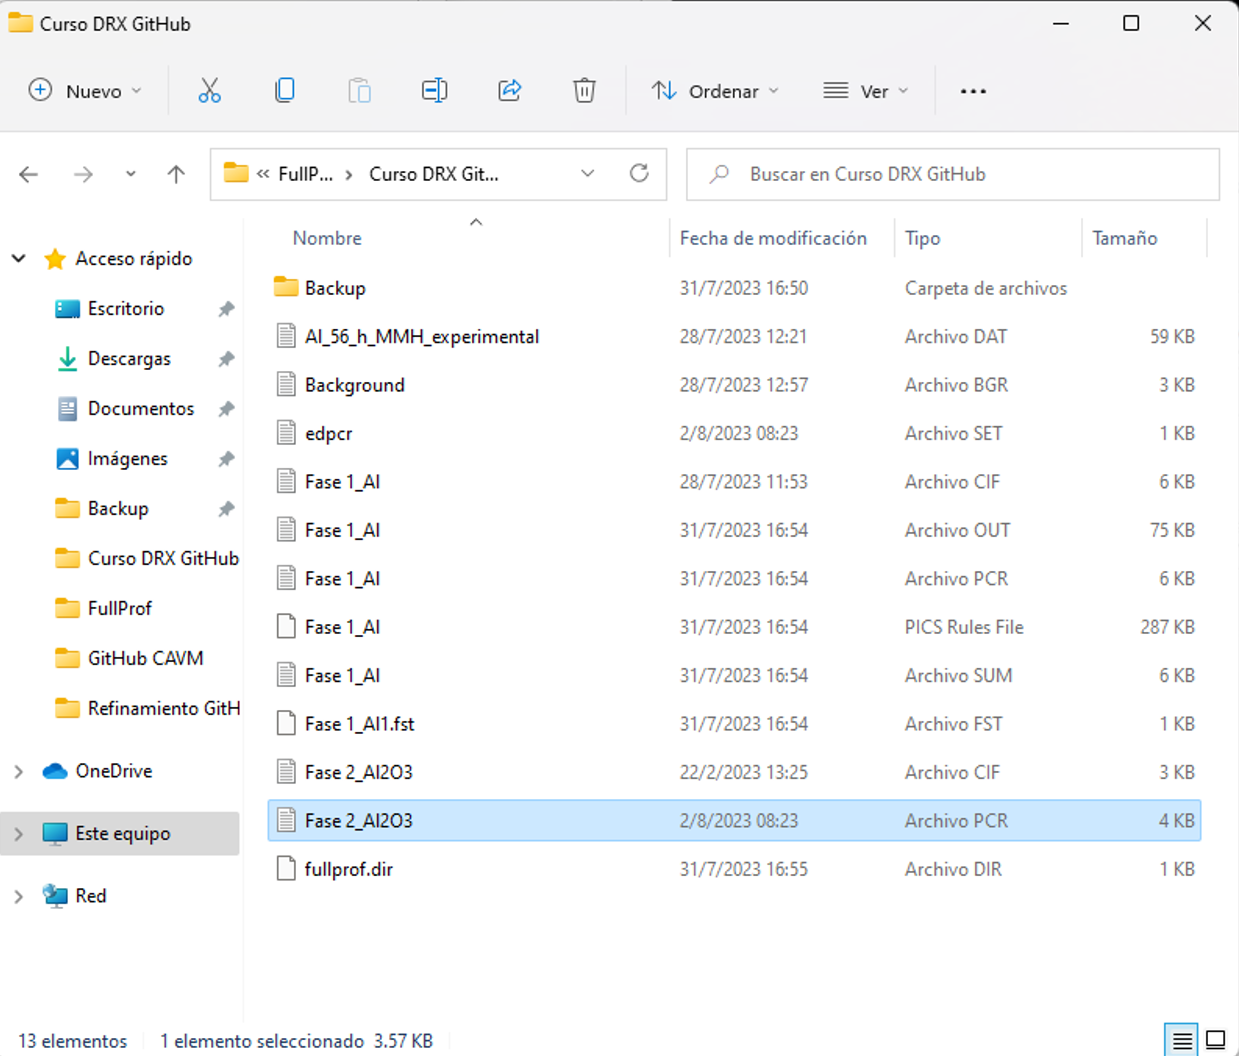 Curso DRX GitHub
Nuevo
Ordenar
Ver
« FullP... > Curso DRX Git...
Buscar en Curso DRX GitHub
Nombre Fecha de modificación Tipo Tamaño
Acceso rápido
Escritorio
Descargas
Documentos
Imágenes
Backup
Curso DRX GitHub
FullProf
GitHub CAVM
Refinamiento GitH
OneDrive
Este equipo
Red
Backup 31/7/2023 16:50 Carpeta de archivos
Al_56_h_MMH_experimental 28/7/2023 12:21 Archivo DAT 59 KB
Background 28/7/2023 12:57 Archivo BGR 3 KB
edpcr 2/8/2023 08:23 Archivo SET 1 KB
Fase 1_Al 28/7/2023 11:53 Archivo CIF 6 KB
Fase 1_Al 31/7/2023 16:54 Archivo OUT 75 KB
Fase 1_Al 31/7/2023 16:54 Archivo PCR 6 KB
Fase 1_Al 31/7/2023 16:54 PICS Rules File 287 KB
Fase 1_Al 31/7/2023 16:54 Archivo SUM 6 KB
Fase 1_Al1.fst 31/7/2023 16:54 Archivo FST 1 KB
Fase 2_Al2O3 22/2/2023 13:25 Archivo CIF 3 KB
Fase 2_Al2O3 2/8/2023 08:23 Archivo PCR 4 KB
fullprof.dir 31/7/2023 16:55 Archivo DIR 1 KB
13 elementos 1 elemento seleccionado 3.57 KB